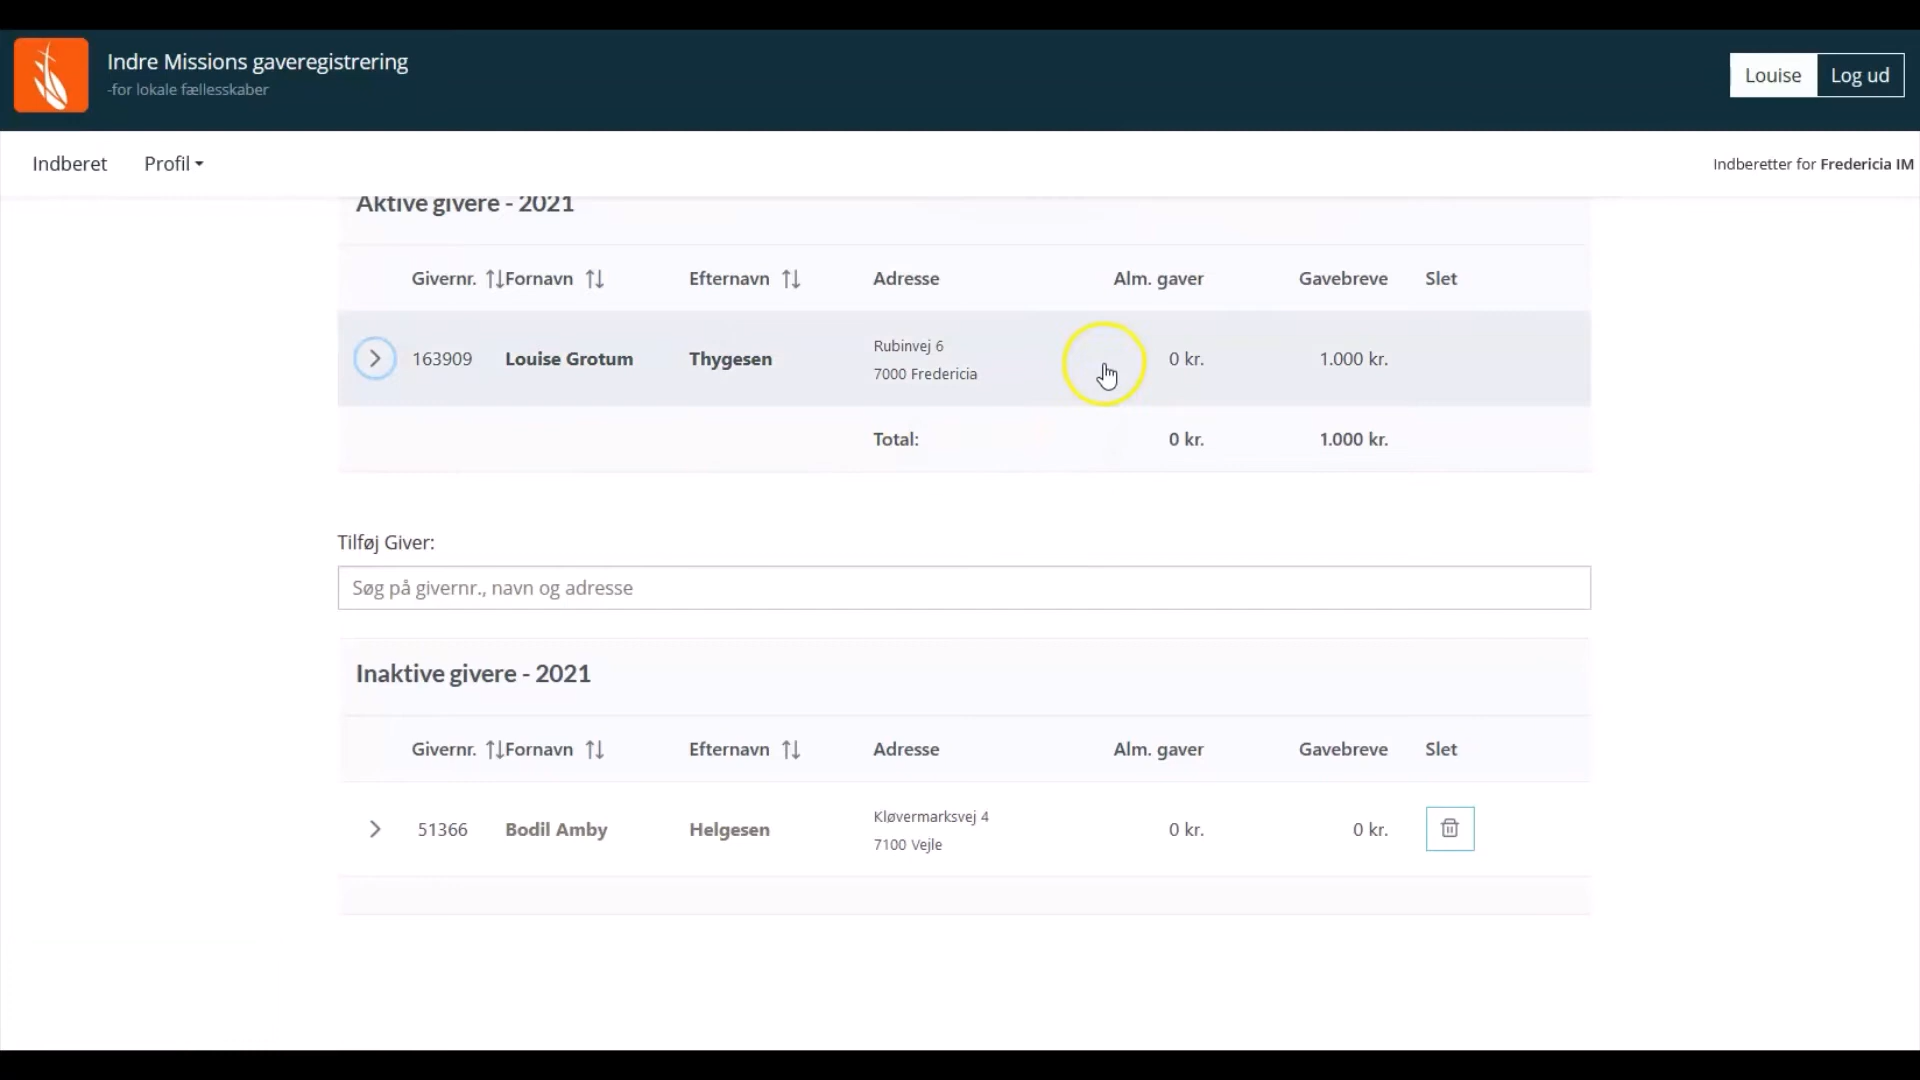 Indre Missions gaveregistrering
-for lokale fællesskaber
Louise
Log ud
Indberet
Profil
Indberetter for Fredericia IM
Aktive givere - 2021
Givernr. Fornavn Efternavn Adresse Alm. gaver Gavebreve Slet
163909 Louise Grotum Thygesen Rubinvej 6 0 kr. 1.000 kr.
7000 Fredericia
Total: 0 kr. 1.000 kr.
Tilføj Giver:
Søg på givernr., navn og adresse
Inaktive givere - 2021
Givernr. Fornavn Efternavn Adresse Alm. gaver Gavebreve Slet
51366 Bodil Amby Helgesen Kløvermarksvej 4 0 kr. 0 kr.
7100 Vejle